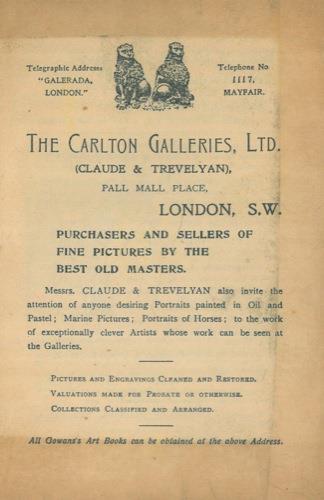 Telegraphic Address
"GALERADA,
LONDON."
Telephone No.
1117,
MAYFAIR.
THE CARLTON GALLERIES, LTD.
(CLAUDE & TREVELYAN),
PALL MALL PLACE,
LONDON, S.W.
PURCHASERS AND SELLERS OF
FINE PICTURES BY THE
BEST OLD MASTERS.
Messrs. CLAUDE & TREVELYAN also invite the
attention of anyone desiring Portraits painted in Oil and
Pastel; Marine Pictures; Portraits of Horses; to the work
of exceptionally clever Artists whose work can be seen at
the Galleries.
PICTURES AND ENGRAVINGS CLEANED AND RESTORED.
VALUATIONS MADE FOR PROBATE OR OTHERWISE.
COLLECTIONS CLASSIFIED AND ARRANGED.
All Gowans's Art Books can be obtained at the above Address.